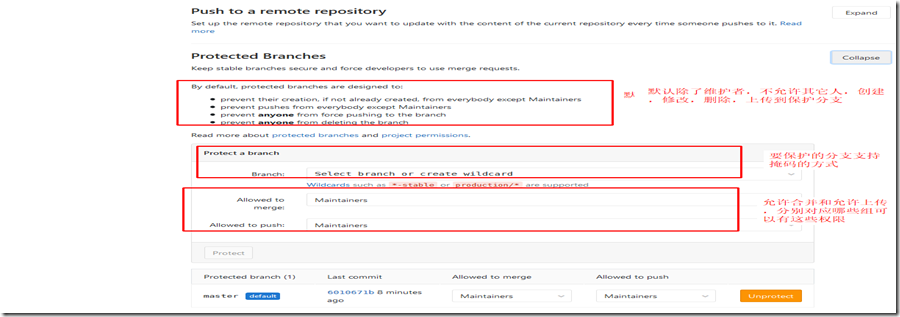 Push to a remote repository
Expand
Set up the remote repository that you want to update with the content of the current repository every time someone pushes to it. Read
more
Protected Branches
Collapse
Keep stable branches secure and force developers to use merge requests.
By default, protected branches are designed to:
• prevent their creation, if not already created, from everybody except Maintainers
• prevent pushes from everybody except Maintainers
• prevent anyone from force pushing to the branch
• prevent anyone from deleting the branch
默
默认除了维护者, 不允许其它人, 创建
, 修改, 删除, 上传到保护分支
Read more about protected branches and project permissions.
Protect a branch
Branch:
Select branch or create wildcard
Wildcards such as *-stable or production/* are supported
要保护的分支支持
掩码的方式
Allowed to
merge:
Maintainers
Allowed to push:
Maintainers
允许合并和允许上传
, 分别对应哪些组可
以有这些权限
Protect
Protected branch (1)
Last commit
Allowed to merge
Allowed to push
master default
6010671b 8 minutes
ago
Maintainers
Maintainers
Unprotect